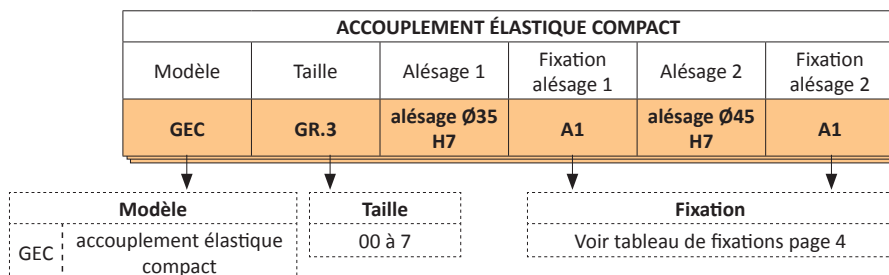 ACCOUPLEMENT ÉLASTIQUE COMPACT
Modèle Taille Alésage 1 Fixation alésage 1 Alésage 2 Fixation alésage 2
GEC GR.3 alésage Ø35 H7 A1 alésage Ø45 H7 A1
Modèle
GEC accouplement élastique
compact
Taille
00 à 7
Fixation
Voir tableau de fixations page 4